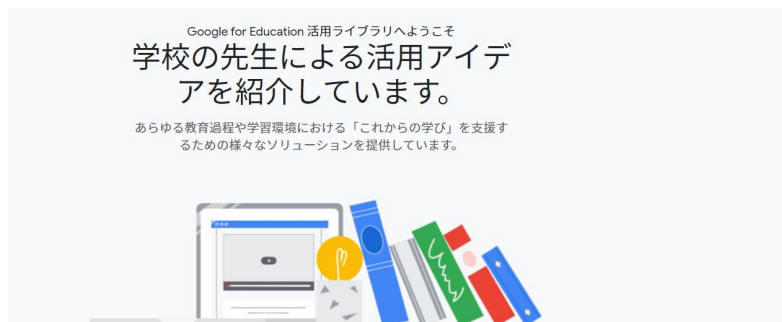 Google for Education 活用ライブラリへようこそ
学校の先生による活用アイデ
アを紹介しています。
あらゆる教育過程や学習環境における「これからの学び」を支援す
るための様々なソリューションを提供しています。